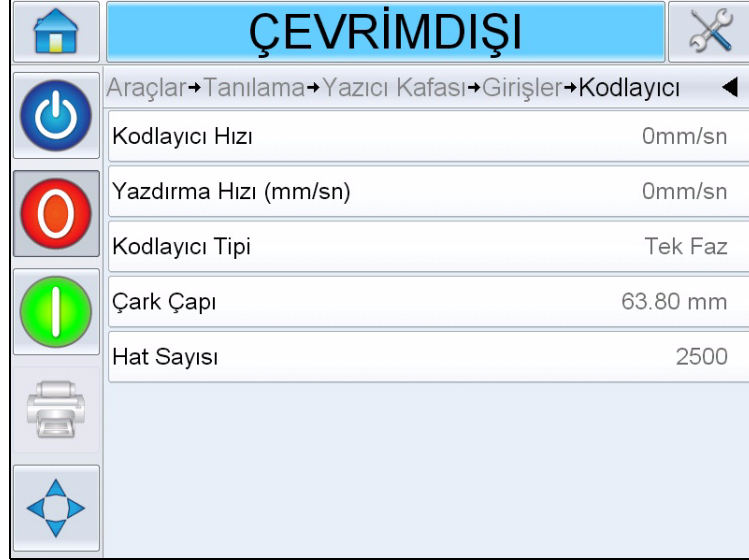 ÇEVRİMDIŞI
Araçlar→Tanılama→Yazıcı Kafası→Girişler→Kodlayıcı
Kodlayıcı Hızı 0mm/sn
Yazdırma Hızı (mm/sn) 0mm/sn
Kodlayıcı Tipi Tek Faz
Çark Çapı 63.80 mm
Hat Sayısı 2500